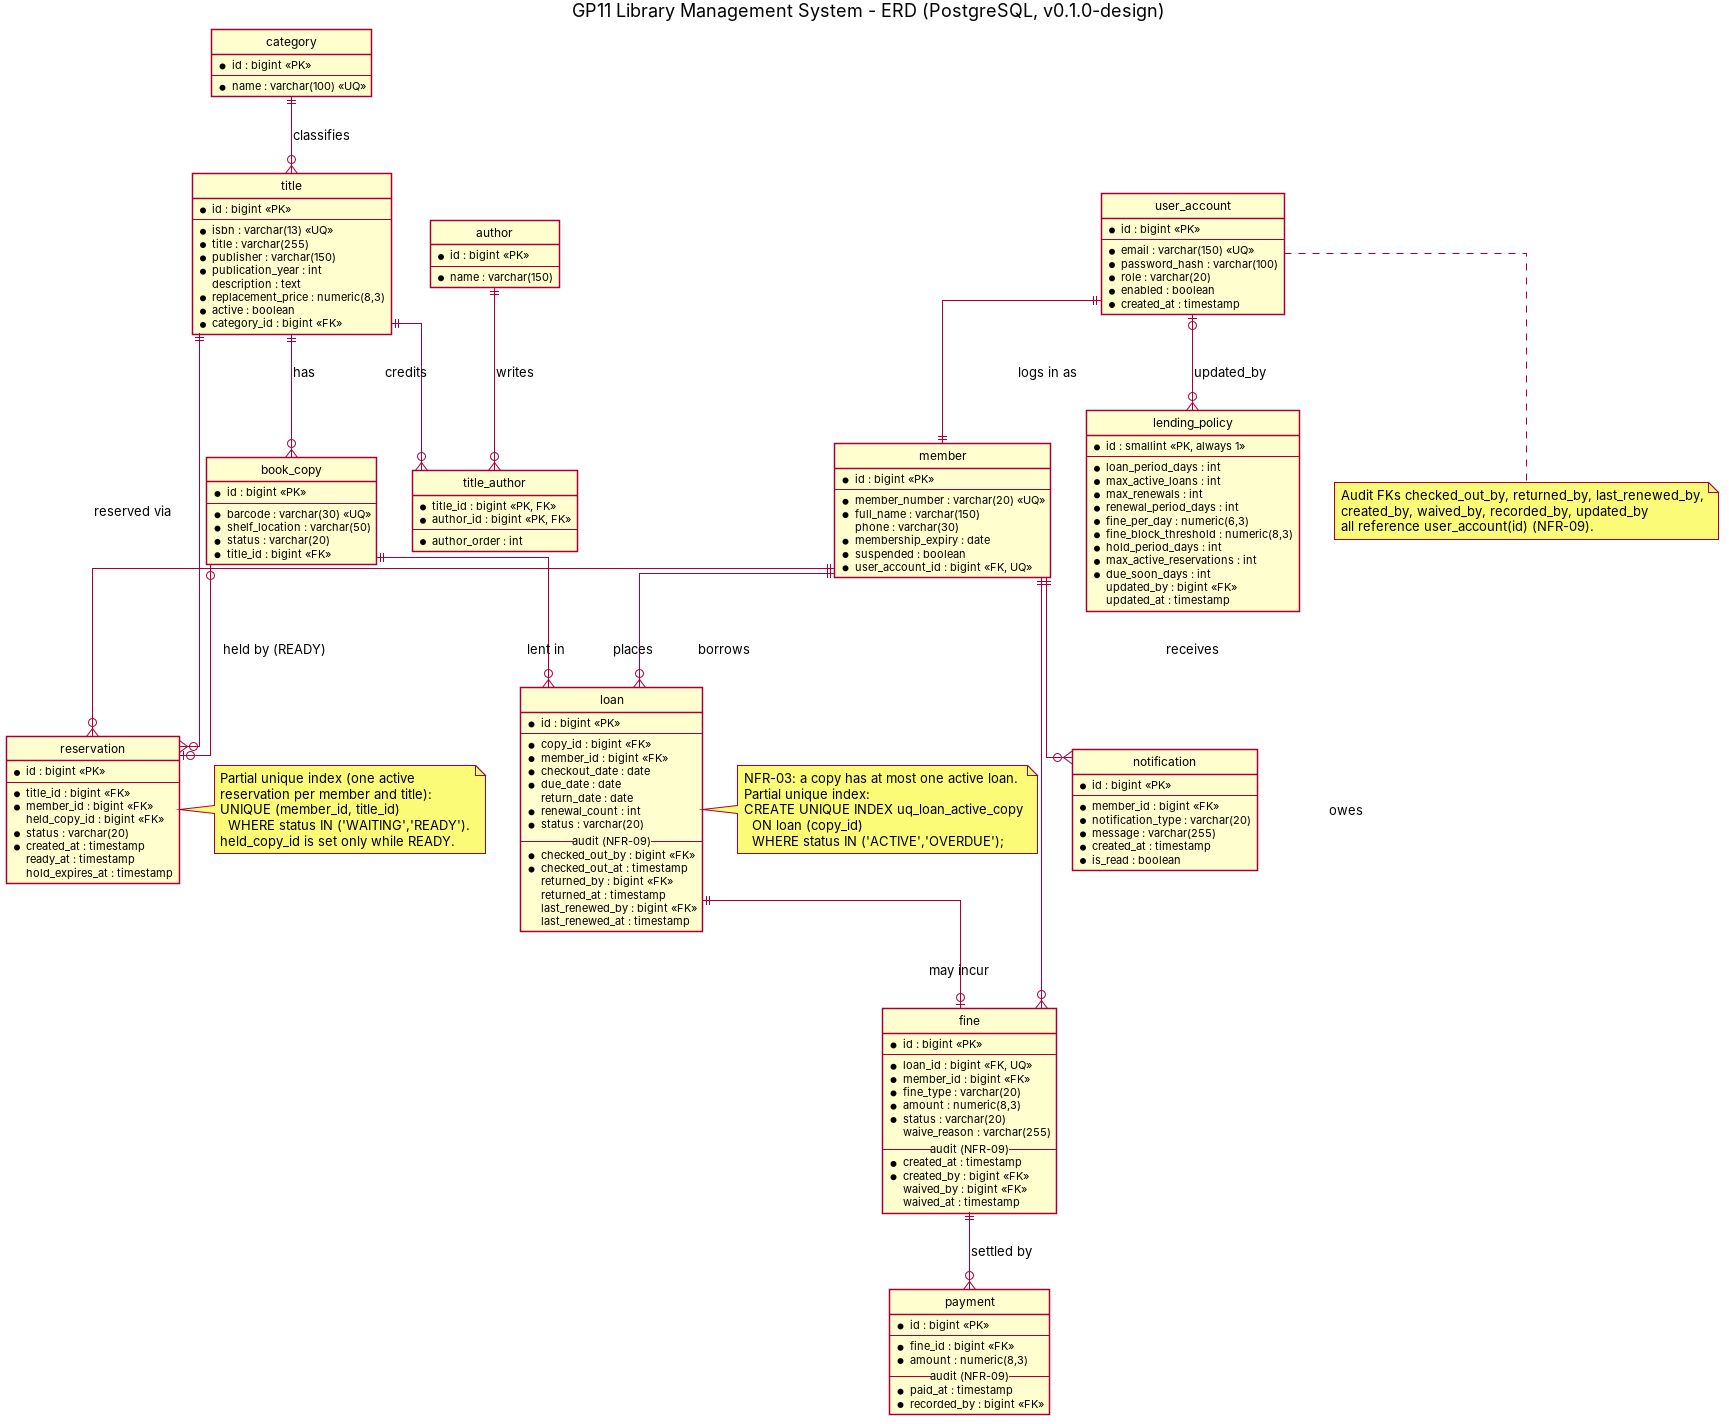 GP11 Library Management System - ERD (PostgreSQL, v0.1.0-design)
category
id : bigint «PK»
name : varchar(100) «UQ»
classifies
title
id : bigint «PK»
isbn : varchar(13) «UQ»
title : varchar(255)
publisher : varchar(150)
publication_year : int
description : text
replacement_price : numeric(8,3)
active : boolean
category_id : bigint «FK»
author
id : bigint «PK»
name : varchar(150)
user_account
id : bigint «PK»
email : varchar(150) «UQ»
password_hash : varchar(100)
role : varchar(20)
enabled : boolean
created_at : timestamp
has
credits
writes
logs in as
updated_by
lending_policy
id : smallint «PK, always 1»
loan_period_days : int
max_active_loans : int
max_renewals : int
renewal_period_days : int
fine_per_day : numeric(6,3)
fine_block_threshold : numeric(8,3)
hold_period_days : int
max_active_reservations : int
due_soon_days : int
updated_by : bigint «FK»
updated_at : timestamp
Audit FKs checked_out_by, returned_by, last_renewed_by,
created_by, waived_by, recorded_by, updated_by
all reference user_account(id) (NFR-09).
reserved via
book_copy
id : bigint «PK»
barcode : varchar(30) «UQ»
shelf_location : varchar(50)
status : varchar(20)
title_id : bigint «FK»
title_author
title_id : bigint «PK, FK»
author_id : bigint «PK, FK»
author_order : int
member
id : bigint «PK»
member_number : varchar(20) «UQ»
full_name : varchar(150)
phone : varchar(30)
membership_expiry : date
suspended : boolean
user_account_id : bigint «FK, UQ»
held by (READY)
lent in
places
borrows
receives
reservation
id : bigint «PK»
title_id : bigint «FK»
member_id : bigint «FK»
held_copy_id : bigint «FK»
status : varchar(20)
created_at : timestamp
ready_at : timestamp
hold_expires_at : timestamp
Partial unique index (one active
reservation per member and title):
UNIQUE (member_id, title_id)
WHERE status IN ('WAITING','READY').
held_copy_id is set only while READY.
loan
id : bigint «PK»
copy_id : bigint «FK»
member_id : bigint «FK»
checkout_date : date
due_date : date
return_date : date
renewal_count : int
status : varchar(20)
audit (NFR-09)
checked_out_by : bigint «FK»
checked_out_at : timestamp
returned_by : bigint «FK»
returned_at : timestamp
last_renewed_by : bigint «FK»
last_renewed_at : timestamp
NFR-03: a copy has at most one active loan.
Partial unique index:
CREATE UNIQUE INDEX uq_loan_active_copy
ON loan (copy_id)
WHERE status IN ('ACTIVE','OVERDUE');
notification
id : bigint «PK»
member_id : bigint «FK»
notification_type : varchar(20)
message : varchar(255)
created_at : timestamp
is_read : boolean
owes
may incur
fine
id : bigint «PK»
loan_id : bigint «FK, UQ»
member_id : bigint «FK»
fine_type : varchar(20)
amount : numeric(8,3)
status : varchar(20)
waive_reason : varchar(255)
audit (NFR-09)
created_at : timestamp
created_by : bigint «FK»
waived_by : bigint «FK»
waived_at : timestamp
settled by
payment
id : bigint «PK»
fine_id : bigint «FK»
amount : numeric(8,3)
audit (NFR-09)
paid_at : timestamp
recorded_by : bigint «FK»